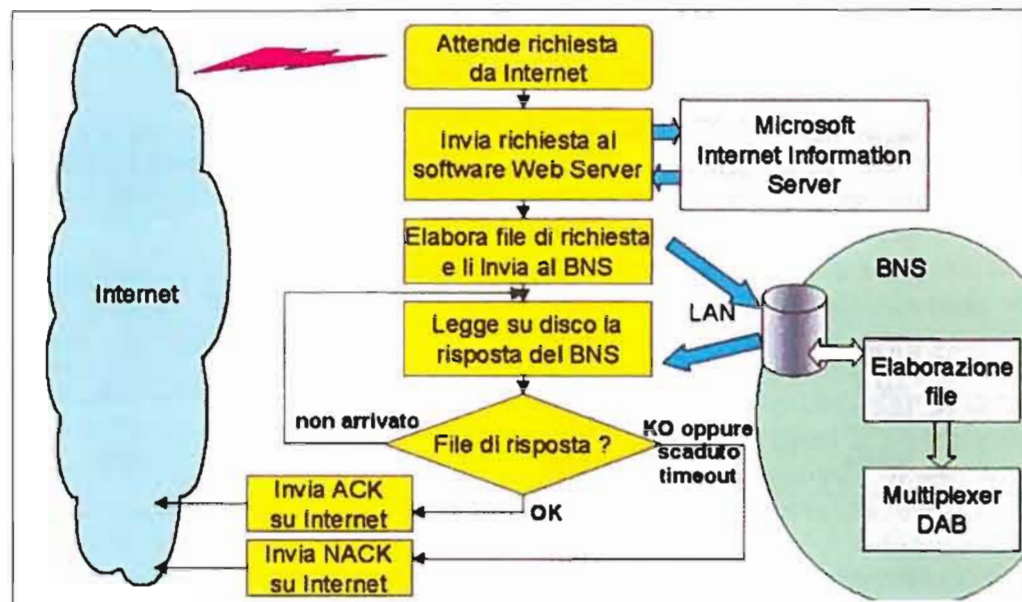 Attende richiesta
da Internet
Invia richiesta al
software Web Server
Microsoft
Internet Information
Server
Elabora file di richiesta
e li Invia al BNS
Internet
LAN
BNS
Legge su disco la
risposta del BNS
Elaborazione
file
non arrivato
File di risposta ?
KO oppure
scaduto
timeout
Multiplexer
DAB
Invia ACK
su Internet
OK
Invia NACK
su Internet